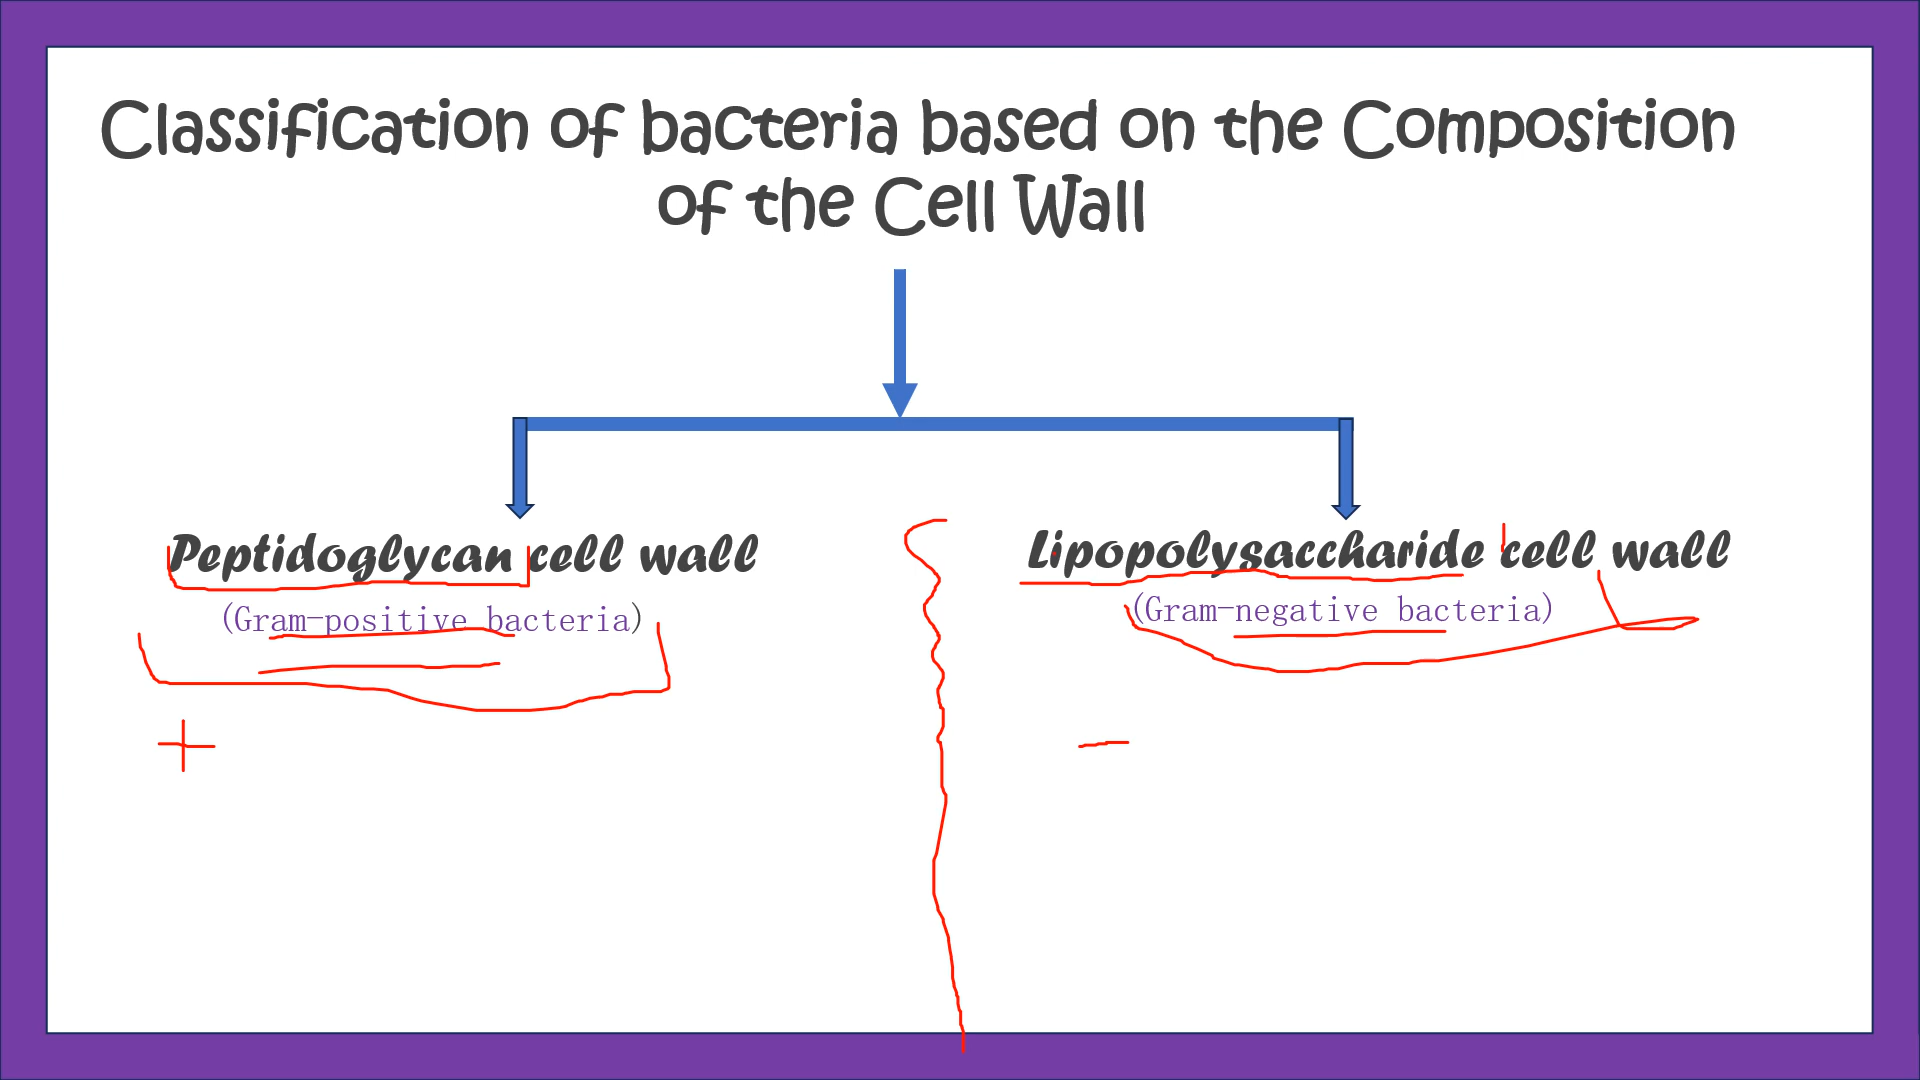 Classification of bacteria based on the Composition
of the Cell Wall
Peptidoglycan cell wall
(Gram-positive bacteria)
+
Lipopolysaccharide cell wall
(Gram-negative bacteria)
-